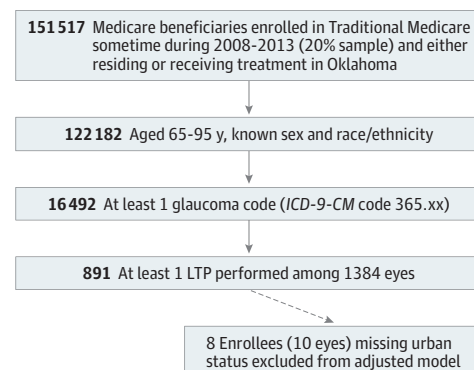 151 517 Medicare beneficiaries enrolled in Traditional Medicare
sometime during 2008-2013 (20% sample) and either
residing or receiving treatment in Oklahoma
122 182 Aged 65-95 y, known sex and race/ethnicity
16 492 At least 1 glaucoma code (ICD-9-CM code 365.xx)
891 At least 1 LTP performed among 1384 eyes
8 Enrollees (10 eyes) missing urban
status excluded from adjusted model